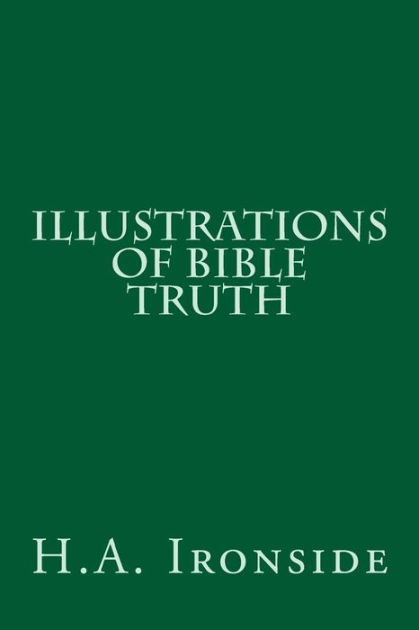 ILLUSTRATIONS
OF BIBLE
TRUTH
H.A. IRONSIDE